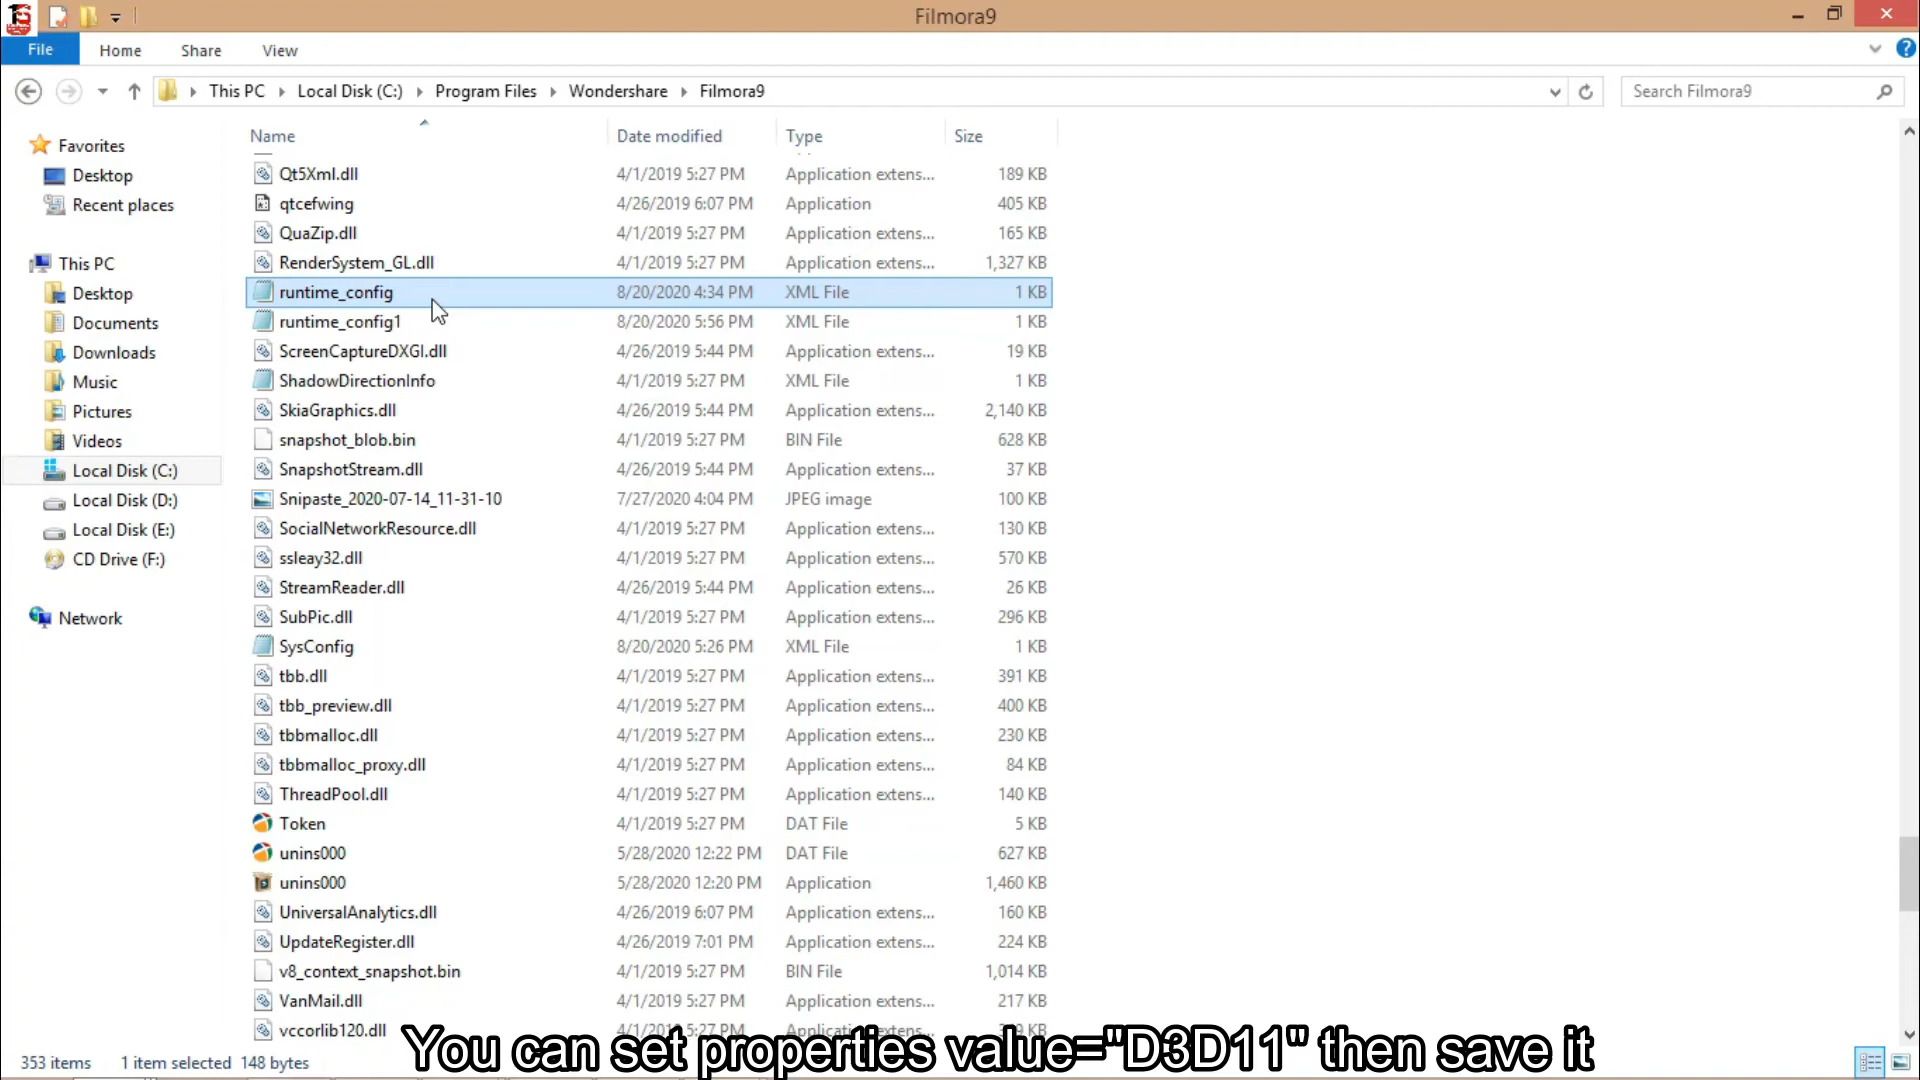 Filmora9
File Home Share View
This PC Local Disk (C:) Program Files Wondershare Filmora9 Search Filmora9
Favorites
Desktop
Recent places
This PC
Desktop
Documents
Downloads
Music
Pictures
Videos
Local Disk (C:)
Local Disk (D:)
Local Disk (E:)
CD Drive (F:)
Network
Name Date modified Type Size
Qt5Xml.dll 4/1/2019 5:27 PM Application extens... 189 KB
qtcefwing 4/26/2019 6:07 PM Application 405 KB
QuaZip.dll 4/1/2019 5:27 PM Application extens... 165 KB
RenderSystem_GL.dll 4/1/2019 5:27 PM Application extens... 1,327 KB
runtime_config 8/20/2020 4:34 PM XML File 1 KB
runtime_config1 8/20/2020 5:56 PM XML File 1 KB
ScreenCaptureDXGI.dll 4/26/2019 5:44 PM Application extens... 19 KB
ShadowDirectionInfo 4/1/2019 5:27 PM XML File 1 KB
SkiaGraphics.dll 4/26/2019 5:44 PM Application extens... 2,140 KB
snapshot_blob.bin 4/1/2019 5:27 PM BIN File 628 KB
SnapshotStream.dll 4/26/2019 5:44 PM Application extens... 37 KB
Snipaste_2020-07-14_11-31-10 7/27/2020 4:04 PM JPEG image 100 KB
SocialNetworkResource.dll 4/1/2019 5:27 PM Application extens... 130 KB
ssleay32.dll 4/1/2019 5:27 PM Application extens... 570 KB
StreamReader.dll 4/26/2019 5:44 PM Application extens... 26 KB
SubPic.dll 4/1/2019 5:27 PM Application extens... 296 KB
SysConfig 8/20/2020 5:26 PM XML File 1 KB
tbb.dll 4/1/2019 5:27 PM Application extens... 391 KB
tbb_preview.dll 4/1/2019 5:27 PM Application extens... 400 KB
tbbmalloc.dll 4/1/2019 5:27 PM Application extens... 230 KB
tbbmalloc_proxy.dll 4/1/2019 5:27 PM Application extens... 84 KB
ThreadPool.dll 4/1/2019 5:27 PM Application extens... 140 KB
Token 4/1/2019 5:27 PM DAT File 5 KB
unins000 5/28/2020 12:22 PM DAT File 627 KB
unins000 5/28/2020 12:20 PM Application 1,460 KB
UniversalAnalytics.dll 4/26/2019 6:07 PM Application extens... 160 KB
UpdateRegister.dll 4/26/2019 7:01 PM Application extens... 224 KB
v8_context_snapshot.bin 4/1/2019 5:27 PM BIN File 1,014 KB
VanMail.dll 4/1/2019 5:27 PM Application extens... 217 KB
vccorlib120.dll 4/1/2019 5:27 PM Application extens... KB
You can set properties value="D3D11" then save it
353 items 1 item selected 148 bytes